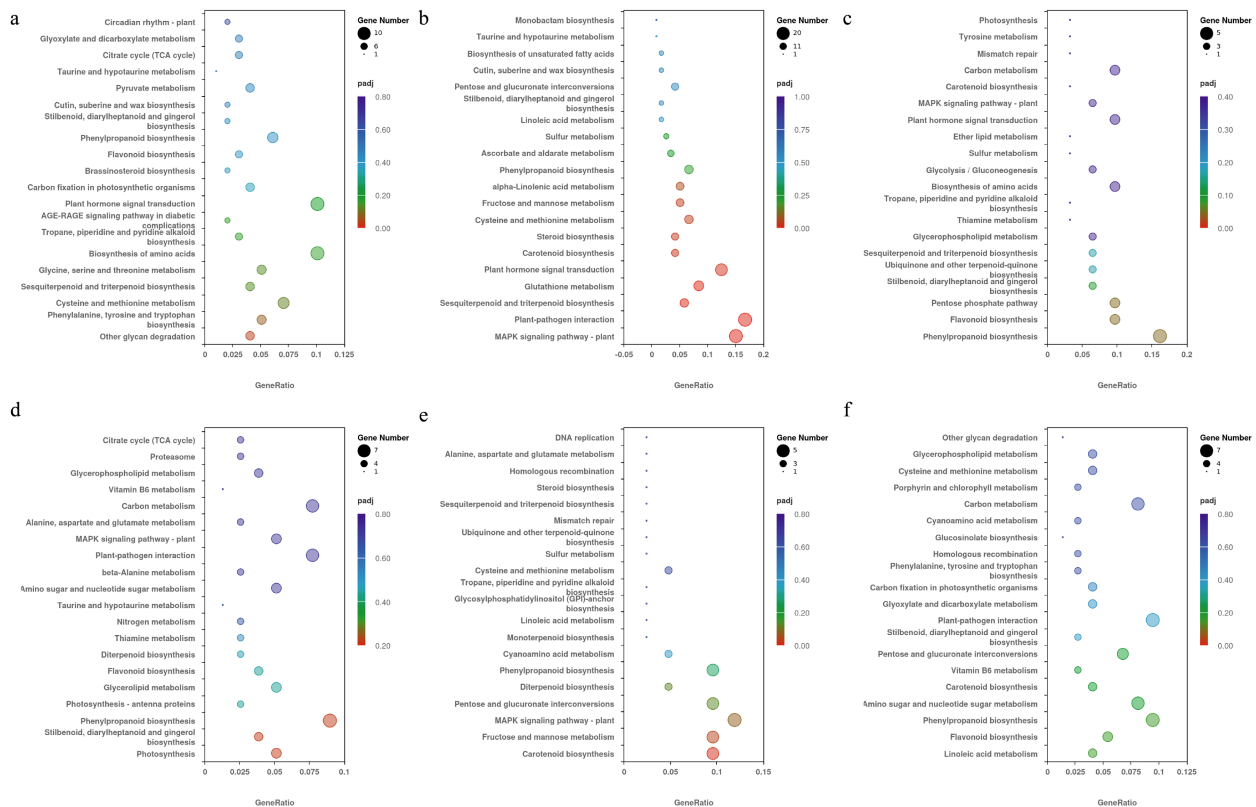 a
Circadian rhythm - plant
Glyoxylate and dicarboxylate metabolism
Citrate cycle (TCA cycle)
Taurine and hypotaurine metabolism
Pyruvate metabolism
Cutin, suberine and wax biosynthesis
Stilbenoid, diarylheptanoid and gingerol
biosynthesis
Phenylpropanoid biosynthesis
Flavonoid biosynthesis
Brassinosteroid biosynthesis
Carbon fixation in photosynthetic organisms
Plant hormone signal transduction
AGE-RAGE signaling pathway in diabetic
complications
Tropane, piperidine and pyridine alkaloid
biosynthesis
Biosynthesis of amino acids
Glycine, serine and threonine metabolism
Sesquiterpenoid and triterpenoid biosynthesis
Cysteine and methionine metabolism
Phenylalanine, tyrosine and tryptophan
biosynthesis
Other glycan degradation
0 0.025 0.05 0.075 0.1 0.125
GeneRatio
Gene Number
10
6
1
padj
0.80
0.60
0.40
0.20
0.00
b
Monobactam biosynthesis
Taurine and hypotaurine metabolism
Biosynthesis of unsaturated fatty acids
Cutin, suberine and wax biosynthesis
Pentose and glucuronate interconversions
Stilbenoid, diarylheptanoid and gingerol
biosynthesis
Linoleic acid metabolism
Sulfur metabolism
Ascorbate and aldarate metabolism
Phenylpropanoid biosynthesis
alpha-Linolenic acid metabolism
Fructose and mannose metabolism
Cysteine and methionine metabolism
Steroid biosynthesis
Carotenoid biosynthesis
Plant hormone signal transduction
Glutathione metabolism
Sesquiterpenoid and triterpenoid biosynthesis
Plant-pathogen interaction
MAPK signaling pathway - plant
-0.05 0 0.05 0.1 0.15 0.2
GeneRatio
Gene Number
20
11
1
padj
1.00
0.75
0.50
0.25
0.00
c
Photosynthesis
Tyrosine metabolism
Mismatch repair
Carbon metabolism
Carotenoid biosynthesis
MAPK signaling pathway - plant
Plant hormone signal transduction
Ether lipid metabolism
Sulfur metabolism
Glycolysis / Gluconeogenesis
Biosynthesis of amino acids
Tropane, piperidine and pyridine alkaloid
biosynthesis
Thiamine metabolism
Glycerophospholipid metabolism
Sesquiterpenoid and triterpenoid biosynthesis
Ubiquinone and other terpenoid-quinone
biosynthesis
Stilbenoid, diarylheptanoid and gingerol
biosynthesis
Pentose phosphate pathway
Flavonoid biosynthesis
Phenylpropanoid biosynthesis
0 0.05 0.1 0.15 0.2
GeneRatio
Gene Number
5
3
1
padj
0.40
0.30
0.20
0.10
0.00
d
Citrate cycle (TCA cycle)
Proteasome
Glycerophospholipid metabolism
Vitamin B6 metabolism
Carbon metabolism
Alanine, aspartate and glutamate metabolism
MAPK signaling pathway - plant
Plant-pathogen interaction
beta-Alanine metabolism
Amino sugar and nucleotide sugar metabolism
Taurine and hypotaurine metabolism
Nitrogen metabolism
Thiamine metabolism
Diterpenoid biosynthesis
Flavonoid biosynthesis
Glycerolipid metabolism
Photosynthesis - antenna proteins
Phenylpropanoid biosynthesis
Stilbenoid, diarylheptanoid and gingerol
biosynthesis
Photosynthesis
0 0.025 0.05 0.075 0.1
GeneRatio
Gene Number
7
4
1
padj
0.80
0.60
0.40
0.20
e
DNA replication
Alanine, aspartate and glutamate metabolism
Homologous recombination
Steroid biosynthesis
Sesquiterpenoid and triterpenoid biosynthesis
Mismatch repair
Ubiquinone and other terpenoid-quinone
biosynthesis
Sulfur metabolism
Cysteine and methionine metabolism
Tropane, piperidine and pyridine alkaloid
biosynthesis
Glycosylphosphatidylinositol (GPI)-anchor
biosynthesis
Linoleic acid metabolism
Monoterpenoid biosynthesis
Cyanoamino acid metabolism
Phenylpropanoid biosynthesis
Diterpenoid biosynthesis
Pentose and glucuronate interconversions
MAPK signaling pathway - plant
Fructose and mannose metabolism
Carotenoid biosynthesis
0 0.05 0.1 0.15
GeneRatio
Gene Number
5
3
1
padj
0.80
0.60
0.40
0.20
0.00
f
Other glycan degradation
Glycerophospholipid metabolism
Cysteine and methionine metabolism
Porphyrin and chlorophyll metabolism
Carbon metabolism
Cyanoamino acid metabolism
Glucosinolate biosynthesis
Homologous recombination
Phenylalanine, tyrosine and tryptophan
biosynthesis
Carbon fixation in photosynthetic organisms
Glyoxylate and dicarboxylate metabolism
Plant-pathogen interaction
Stilbenoid, diarylheptanoid and gingerol
biosynthesis
Pentose and glucuronate interconversions
Vitamin B6 metabolism
Carotenoid biosynthesis
Amino sugar and nucleotide sugar metabolism
Phenylpropanoid biosynthesis
Flavonoid biosynthesis
Linoleic acid metabolism
0 0.025 0.05 0.075 0.1 0.125
GeneRatio
Gene Number
7
4
1
padj
0.80
0.60
0.40
0.20
0.00